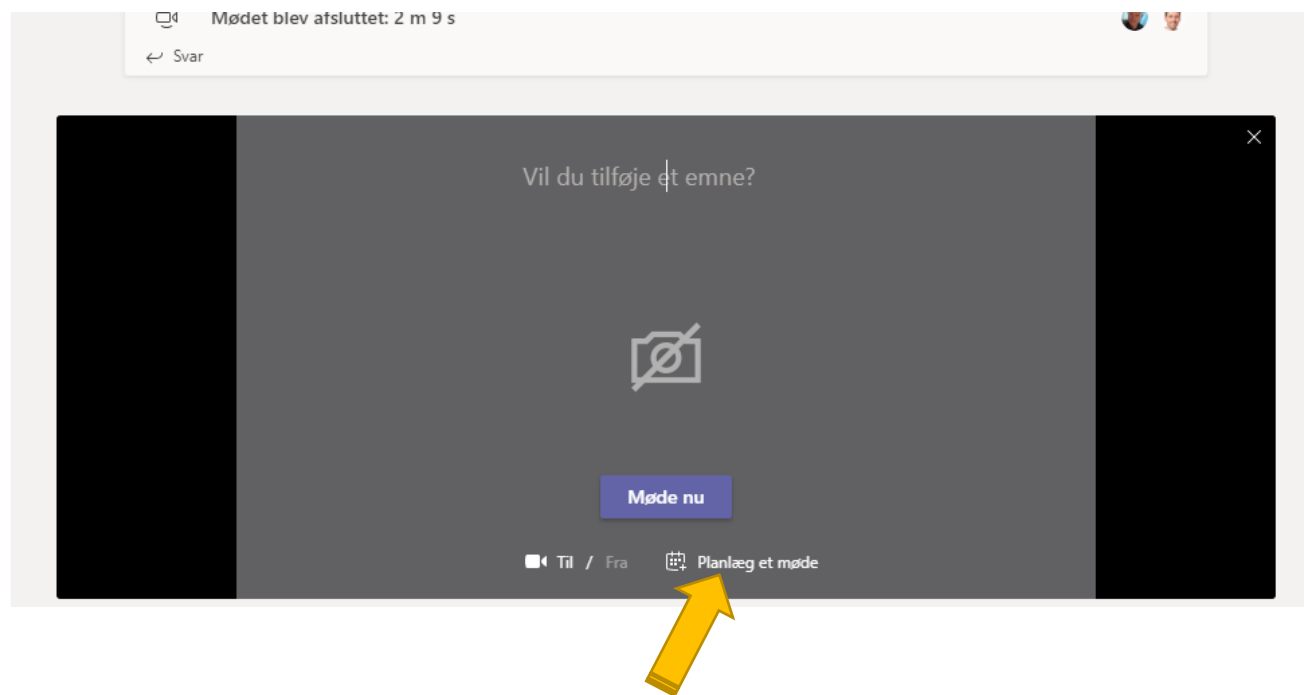 Mødet blev afsluttet: 2 m 9 s
Svar
Vil du tilføje et emne?
Møde nu
Til / Fra Planlæg et møde